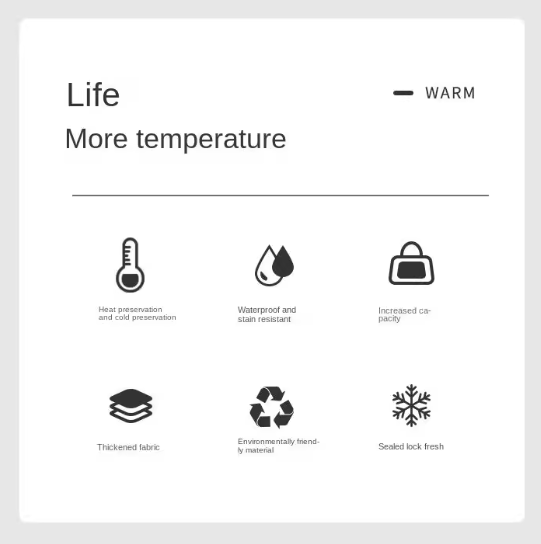 Life
WARM
More temperature
Heat preservation
and cold preservation
Waterproof and
stain resistant
Increased ca-
pacity
Thickened fabric
Environmentally friend-
ly material
Sealed lock fresh